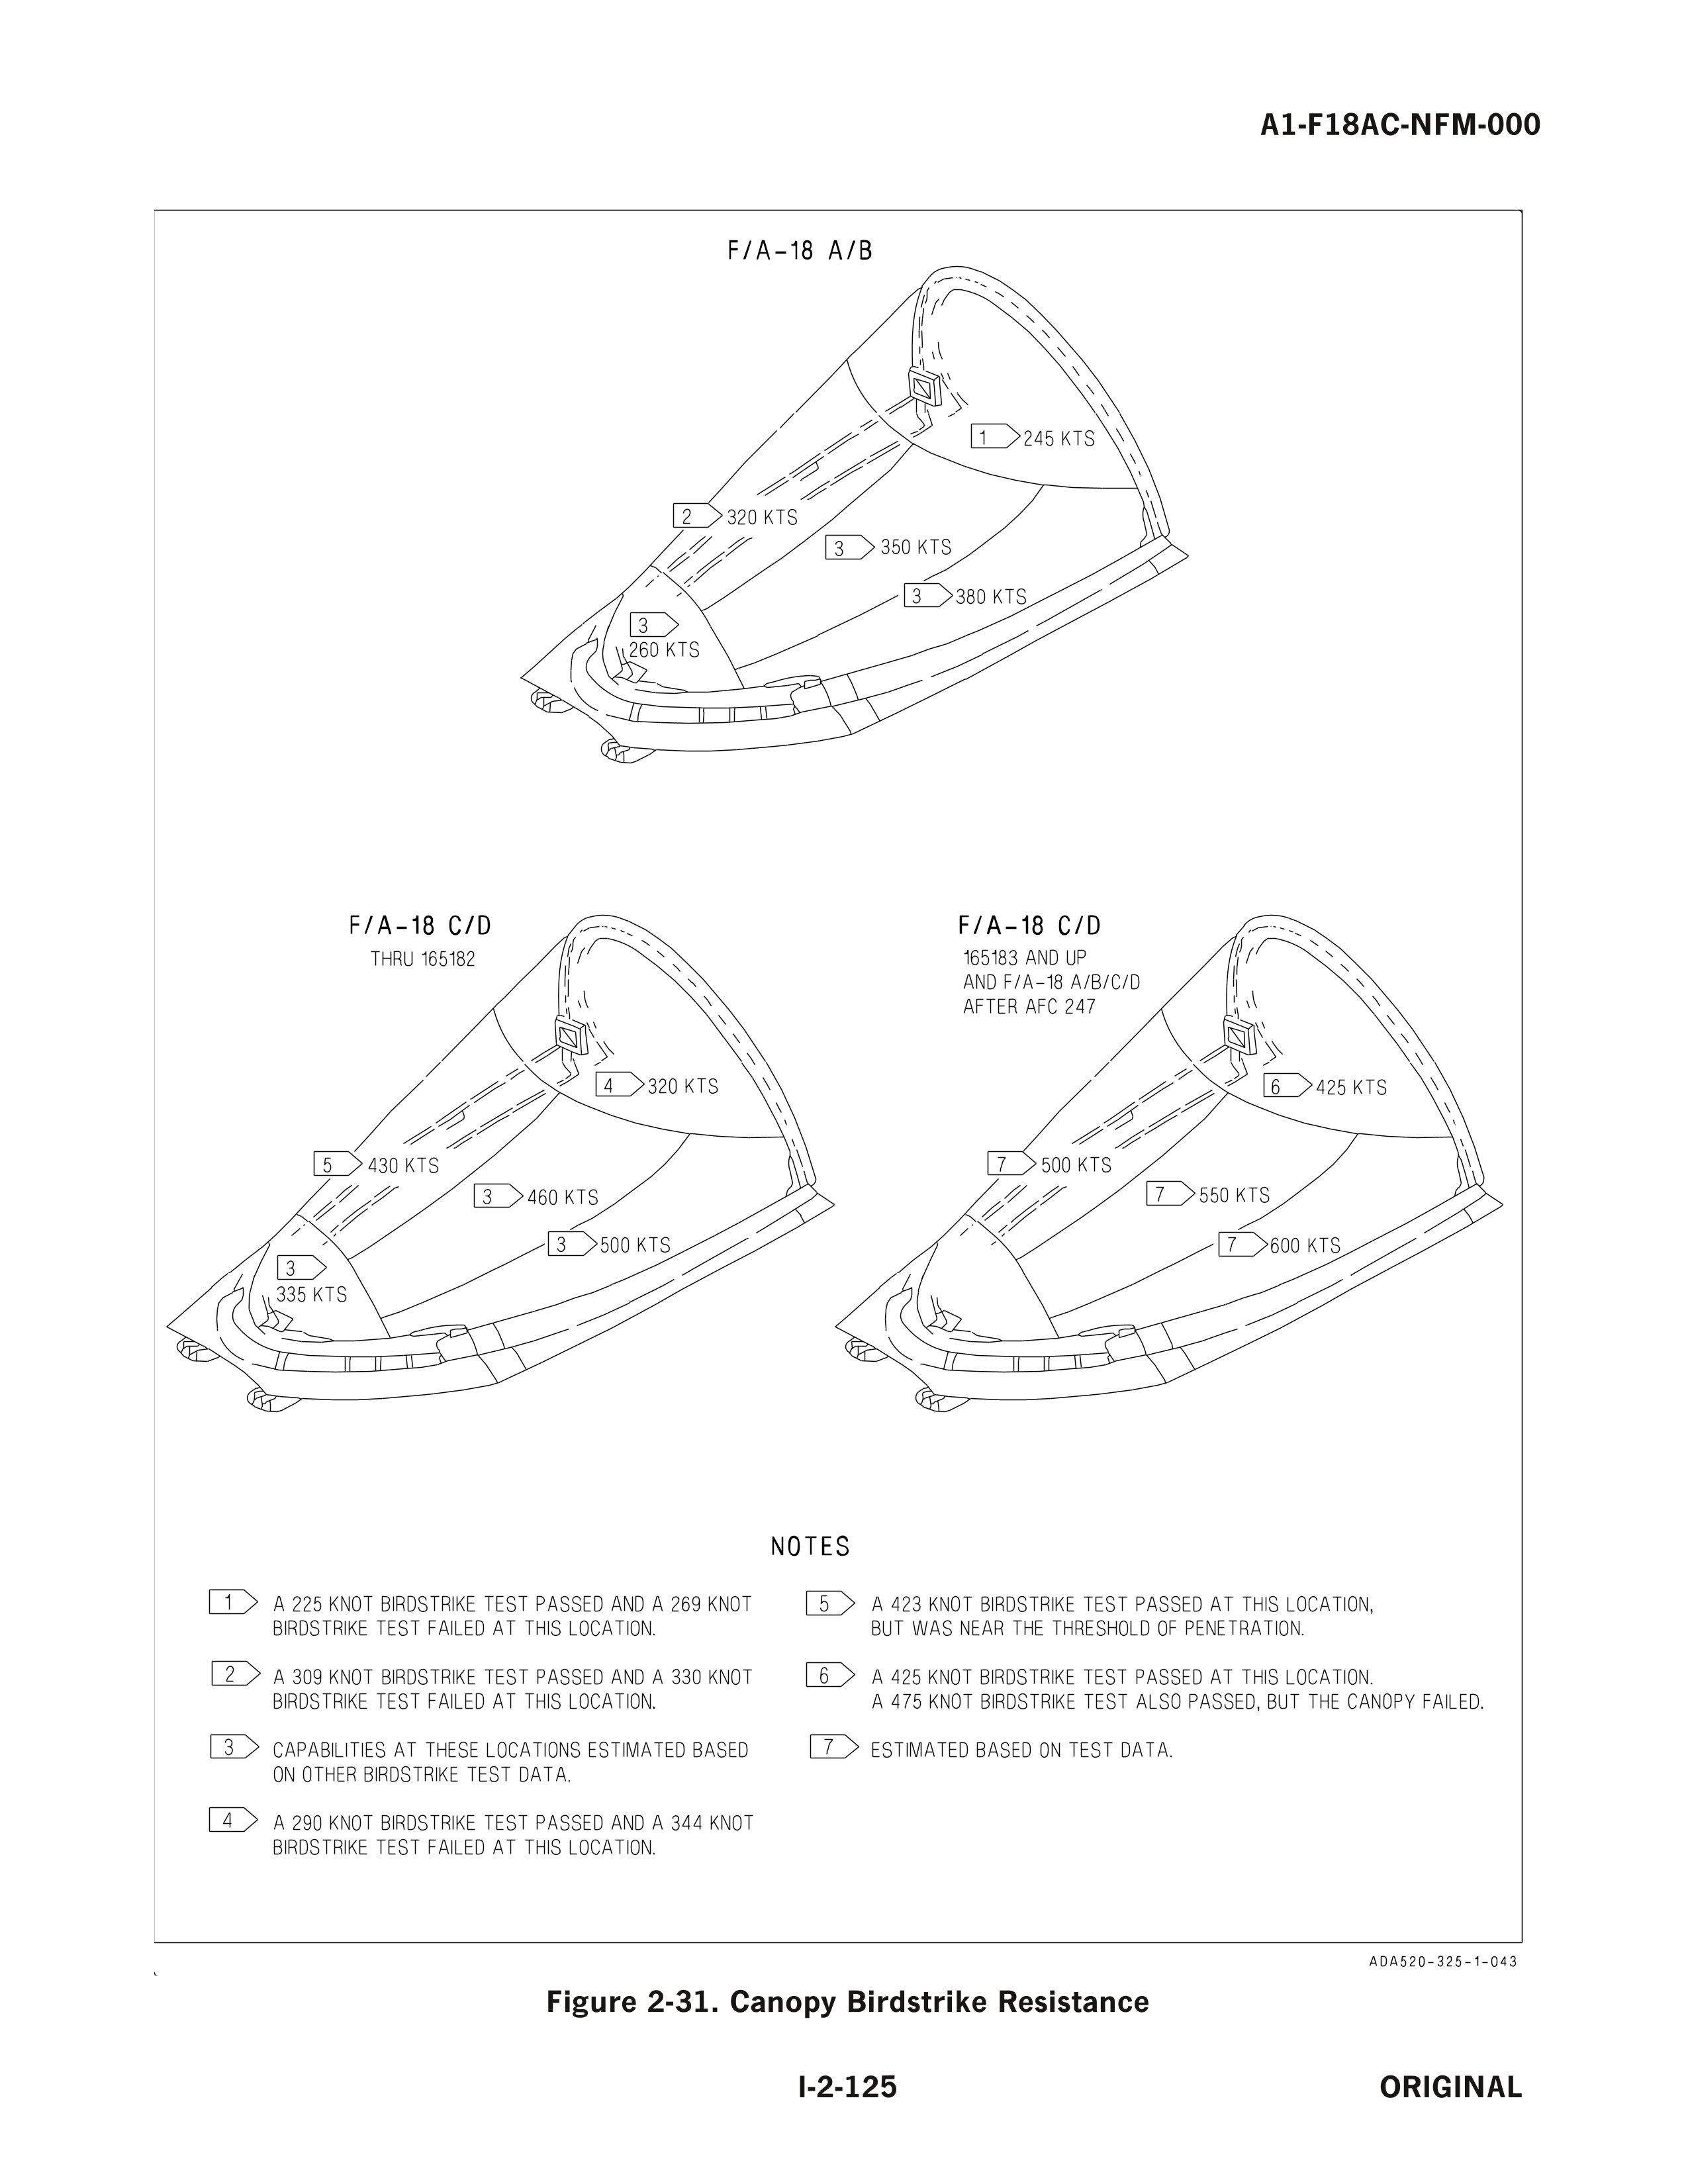 A1-F18AC-NFM-000
F/A-18 A/B
1 245 KTS
2 320 KTS
3 350 KTS
3 380 KTS
3
260 KTS
F/A-18 C/D
THRU 165182
4 320 KTS
5 430 KTS
3 460 KTS
3 500 KTS
3
335 KTS
F/A-18 C/D
165183 AND UP
AND F/A-18 A/B/C/D
AFTER AFC 247
6 425 KTS
7 500 KTS
7 550 KTS
7 600 KTS
NOTES
1 A 225 KNOT BIRDSTRIKE TEST PASSED AND A 269 KNOT
BIRDSTRIKE TEST FAILED AT THIS LOCATION.
2 A 309 KNOT BIRDSTRIKE TEST PASSED AND A 330 KNOT
BIRDSTRIKE TEST FAILED AT THIS LOCATION.
3 CAPABILITIES AT THESE LOCATIONS ESTIMATED BASED
ON OTHER BIRDSTRIKE TEST DATA.
4 A 290 KNOT BIRDSTRIKE TEST PASSED AND A 344 KNOT
BIRDSTRIKE TEST FAILED AT THIS LOCATION.
5 A 423 KNOT BIRDSTRIKE TEST PASSED AT THIS LOCATION,
BUT WAS NEAR THE THRESHOLD OF PENETRATION.
6 A 425 KNOT BIRDSTRIKE TEST PASSED AT THIS LOCATION.
A 475 KNOT BIRDSTRIKE TEST ALSO PASSED, BUT THE CANOPY FAILED.
7 ESTIMATED BASED ON TEST DATA.
ADA520-325-1-043
Figure 2-31. Canopy Birdstrike Resistance
I-2-125
ORIGINAL